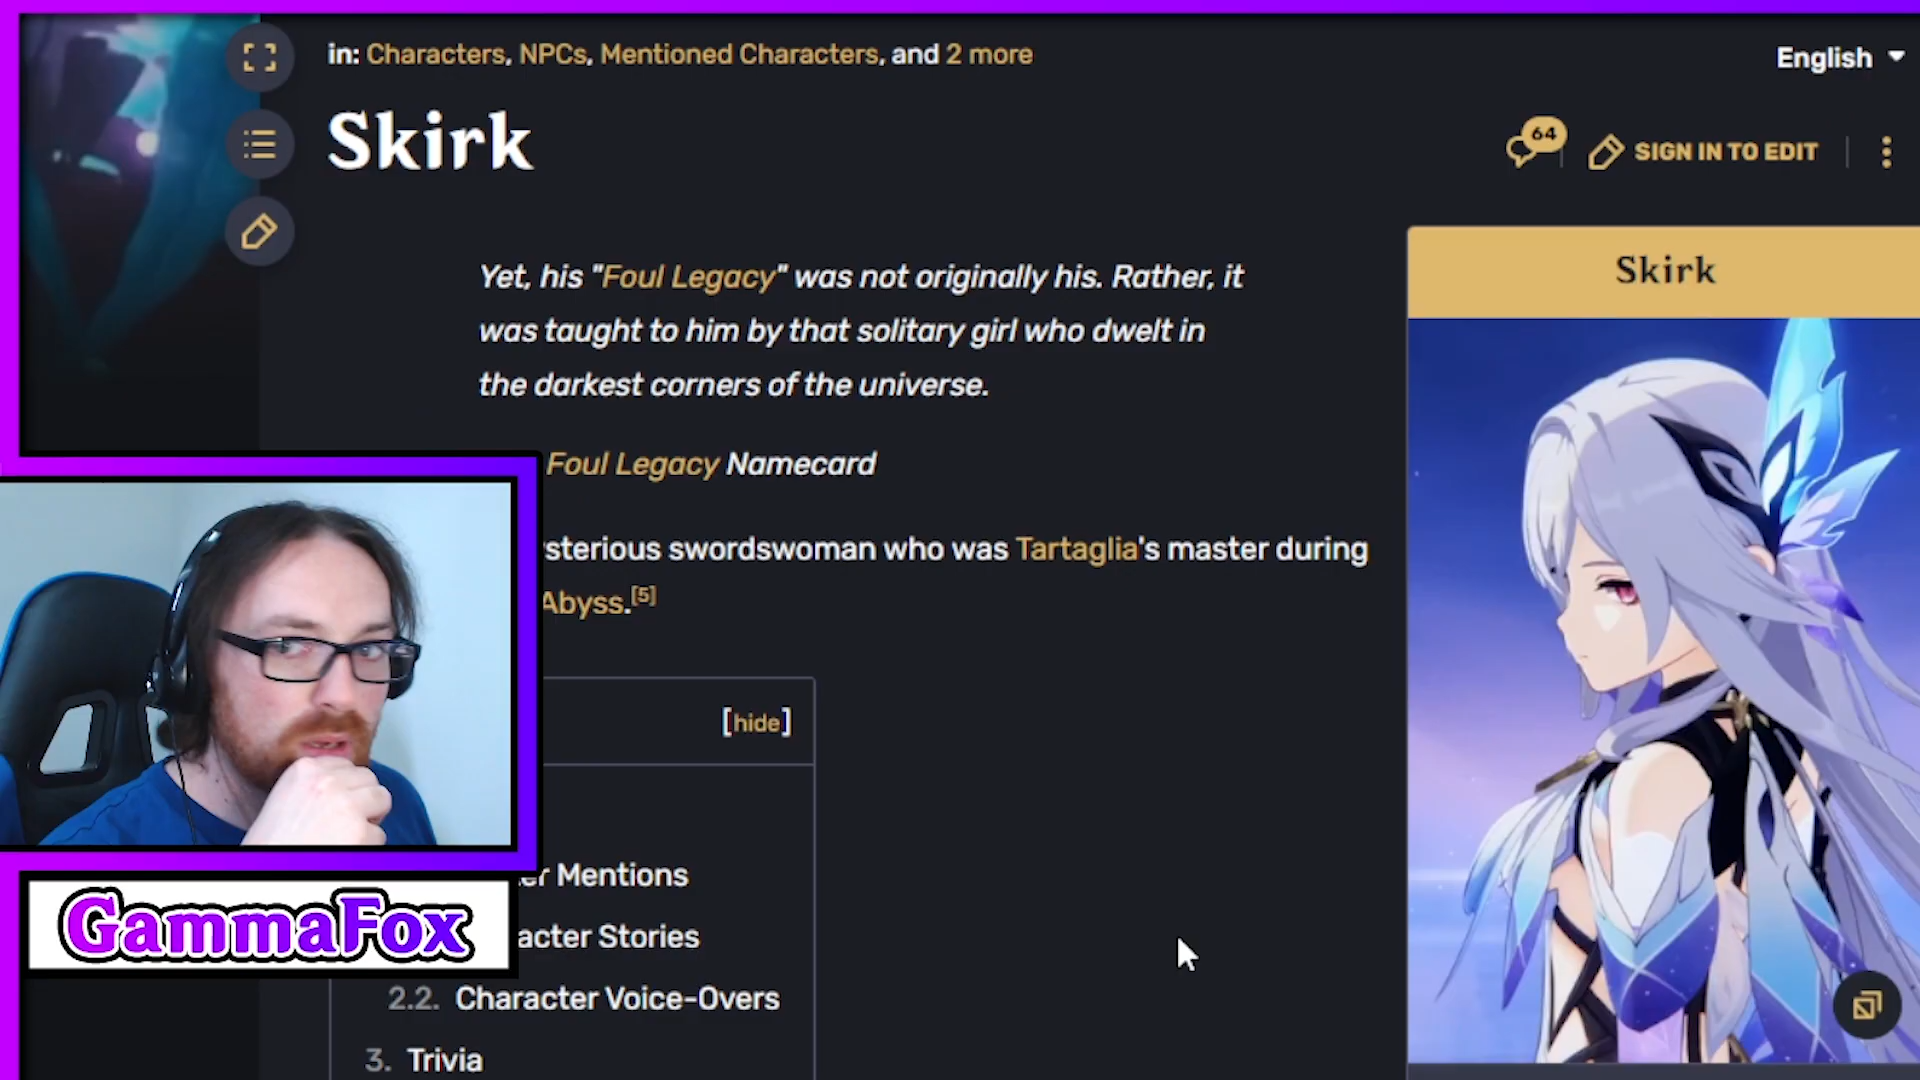 in: Characters, NPCs, Mentioned Characters, and 2 more
English
Skirk
64
SIGN IN TO EDIT
Yet, his "Foul Legacy" was not originally his. Rather, it
was taught to him by that solitary girl who dwelt in
the darkest corners of the universe.
Foul Legacy Namecard
swordswoman who was Tartaglia's master during
Abyss.[5]
Skirk
[hide]
Mentions
Stories
2.2. Character Voice-Overs
3. Trivia
GammaFox